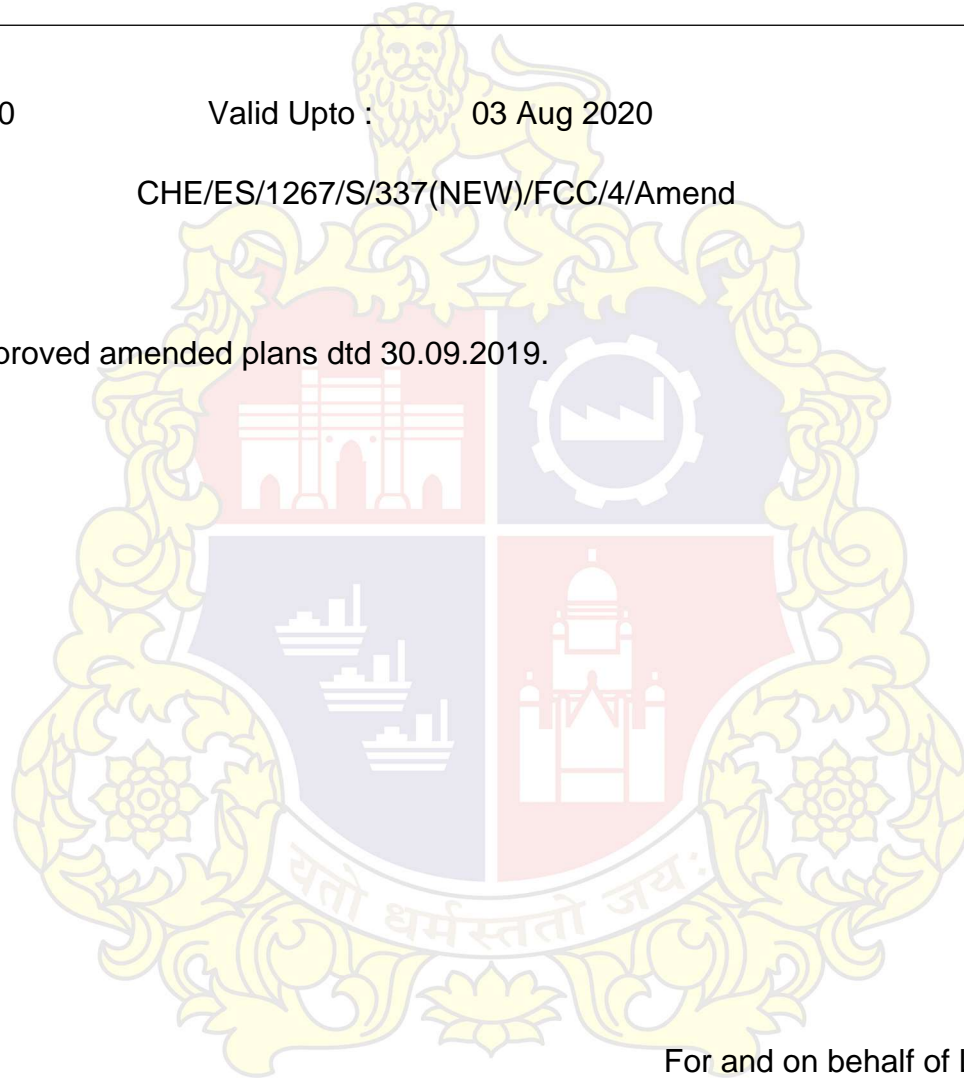 0 Valid Upto : 03 Aug 2020
CHE/ES/1267/S/337(NEW)/FCC/4/Amend
proved amended plans dtd 30.09.2019.
यतो धर्मस्ततो जय:
For and on behalf of